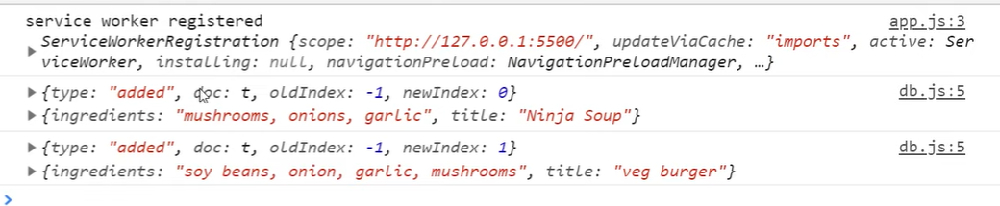 service worker registered app.js:3
ServiceWorkerRegistration {scope: "http://127.0.0.1:5500/", updateViaCache: "imports", active: Ser
viceWorker, installing: null, navigationPreload: NavigationPreloadManager, …}
{type: "added", doc: t, oldIndex: -1, newIndex: 0} db.js:5
{ingredients: "mushrooms, onions, garlic", title: "Ninja Soup"}
{type: "added", doc: t, oldIndex: -1, newIndex: 1} db.js:5
{ingredients: "soy beans, onion, garlic, mushrooms", title: "veg burger"}